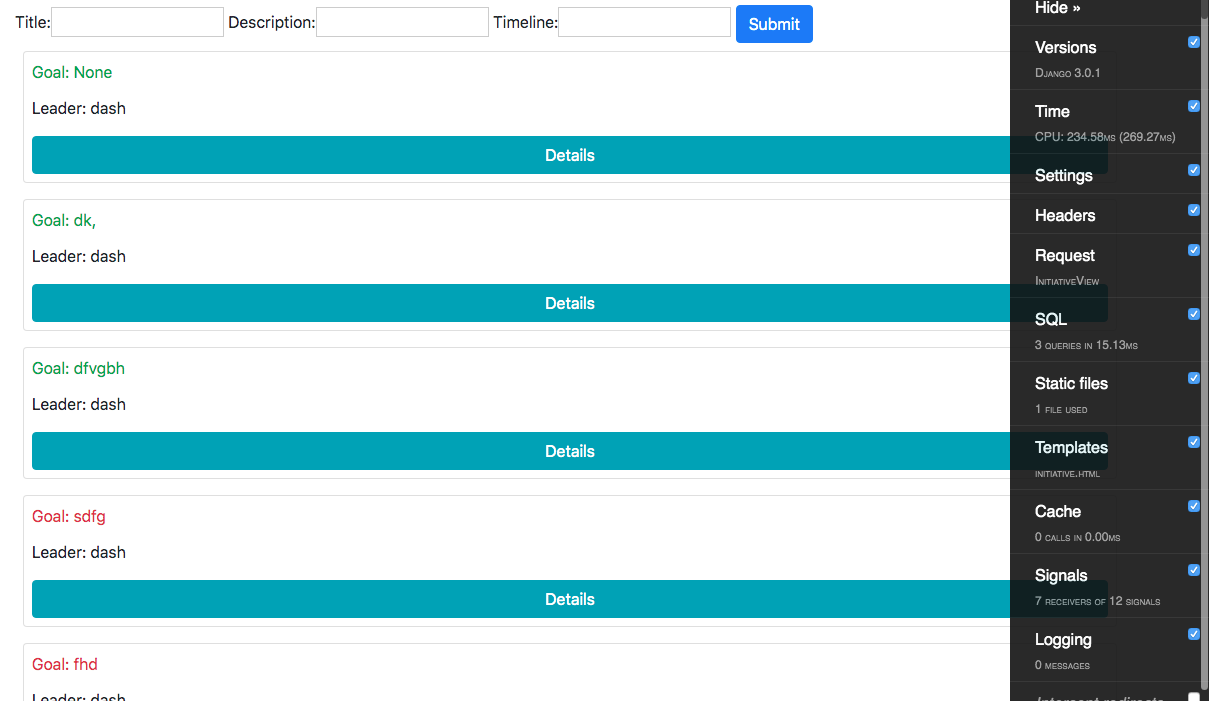 Title: Description: Timeline: Submit
Goal: None
Leader: dash
Details
Goal: dk,
Leader: dash
Details
Goal: dfvgbh
Leader: dash
Details
Goal: sdfg
Leader: dash
Details
Goal: fhd
Leader: dash
Hide »
Versions
Django 3.0.1
Time
CPU: 234.58ms (269.27ms)
Settings
Headers
Request
InitiativeView
SQL
3 queries in 15.13ms
Static files
1 file used
Templates
initiative.html
Cache
0 calls in 0.00ms
Signals
7 receivers of 12 signals
Logging
0 messages
Intercept redirects